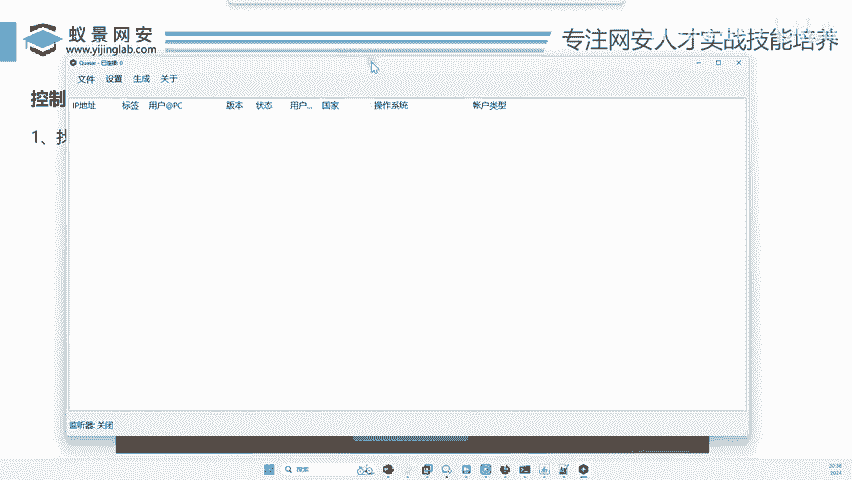 蚁景网安
www.yijinglab.com
专注网安人才实战技能培养
Quasar - 已连接: 0
文件 设置 生成 关于
控制
IP地址 标签 用户@PC 版本 状态 用户... 国家 操作系统 帐户类型
1、找
监听器: 关闭
搜索
20:38
2024